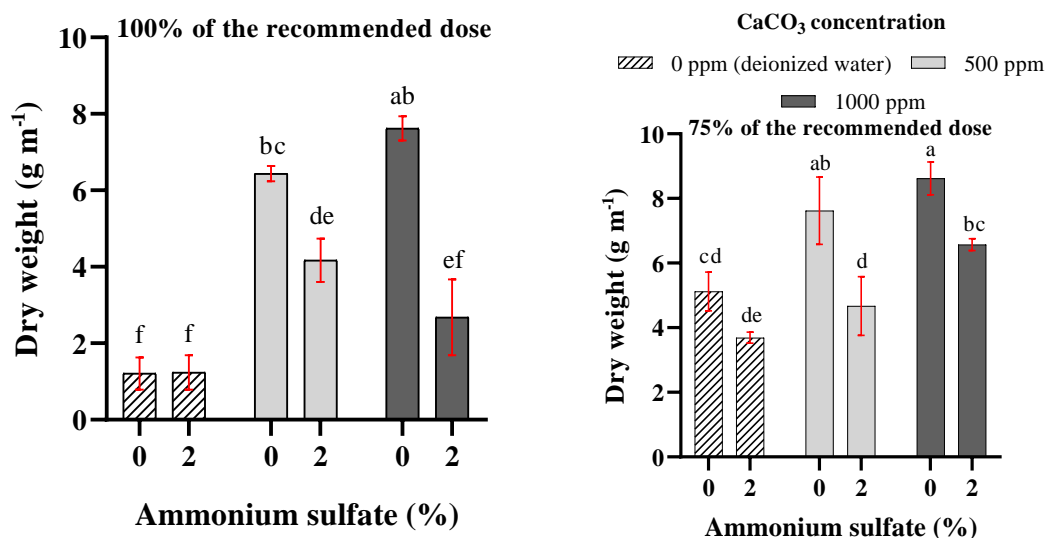 100% of the recommended dose
Dry weight (g m⁻¹)
10
8
6
4
2
0
f
f
bc
de
ab
ef
0 2 0 2 0 2
Ammonium sulfate (%)
CaCO₃ concentration
0 ppm (deionized water) 500 ppm
1000 ppm
75% of the recommended dose
Dry weight (g m⁻¹)
10
8
6
4
2
0
cd
de
ab
d
a
bc
0 2 0 2 0 2
Ammonium sulfate (%)